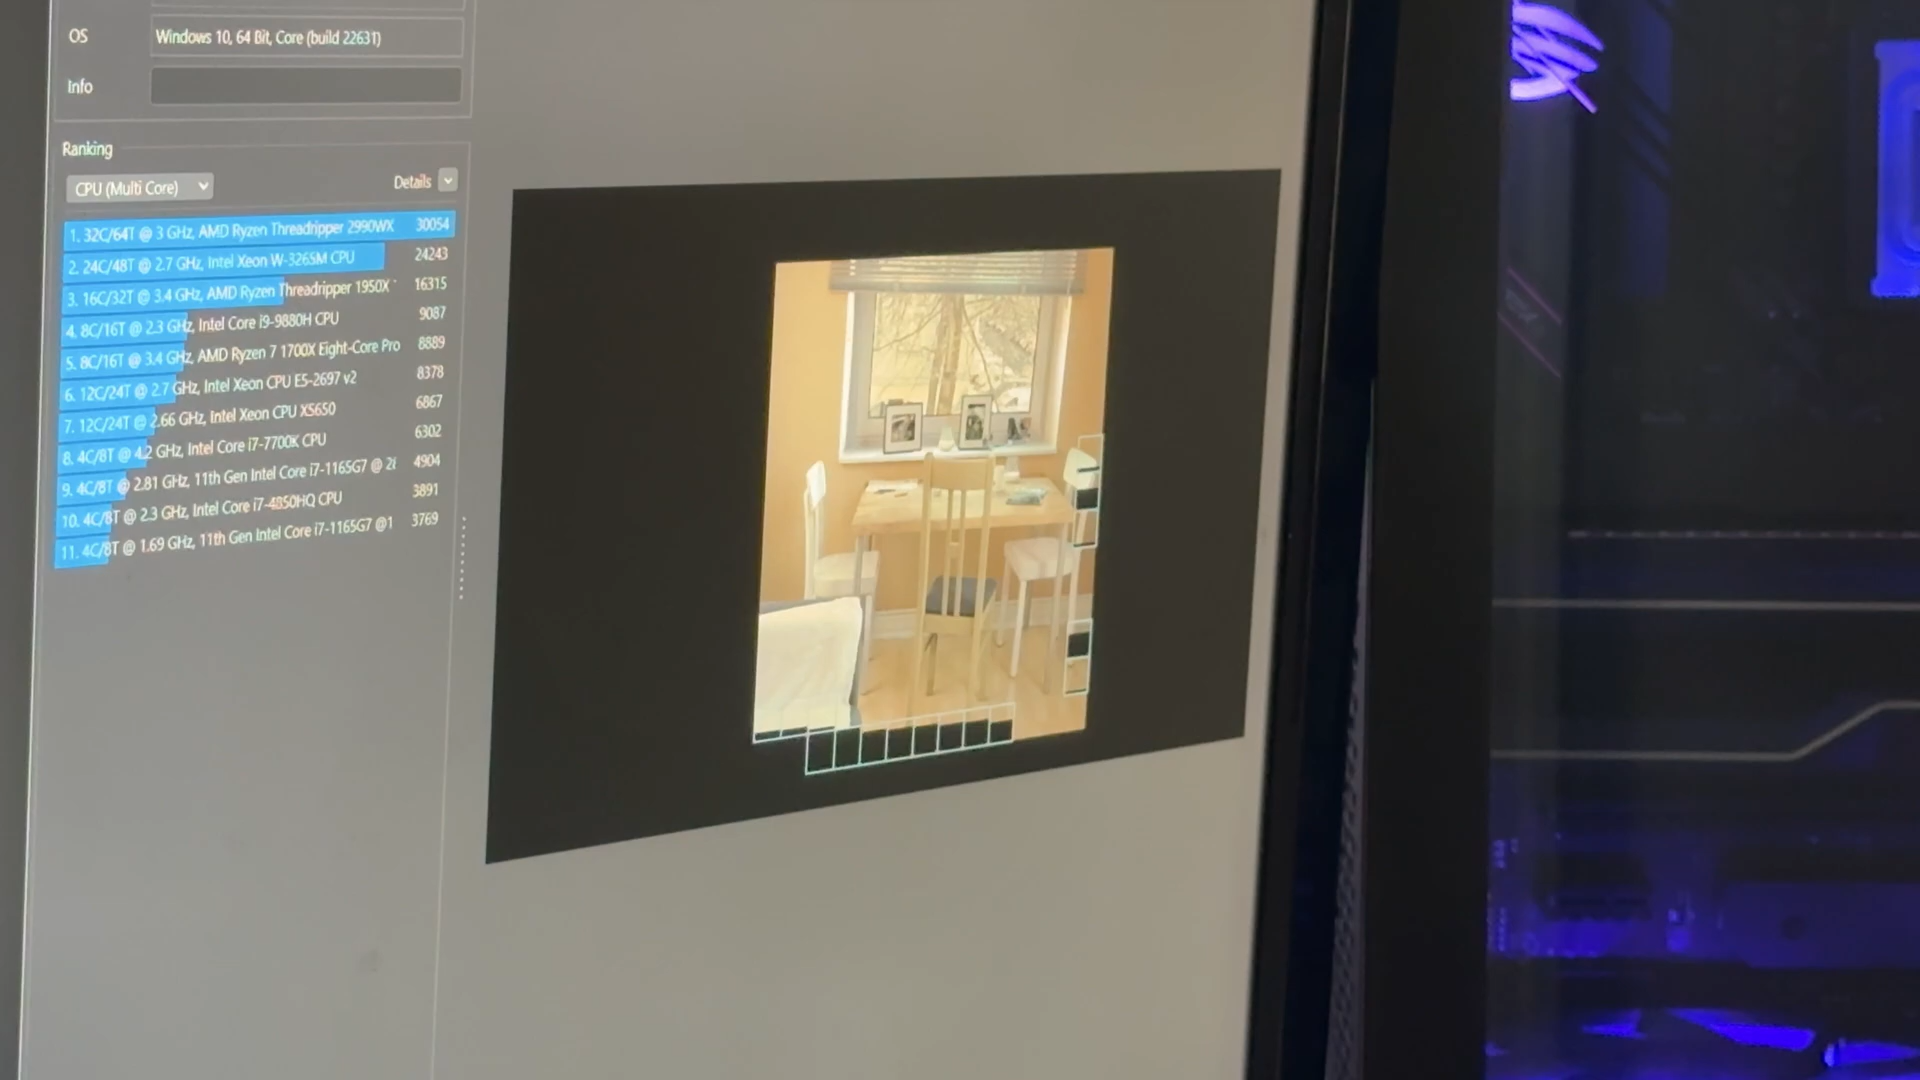 OS Windows 10, 64 Bit, Core (build 22631)
Info
Ranking
CPU (Multi Core) Details
1. 32C/64T @ 3 GHz, AMD Ryzen Threadripper 2990WX 30054
2. 24C/48T @ 2.7 GHz, Intel Xeon W-3265M CPU 24243
3. 16C/32T @ 3.4 GHz, AMD Ryzen Threadripper 1950X 16315
4. 8C/16T @ 2.3 GHz, Intel Core i9-9880H CPU 9087
5. 8C/16T @ 3.4 GHz, AMD Ryzen 7 1700X Eight-Core Pro 8889
6. 12C/24T @ 2.7 GHz, Intel Xeon CPU E5-2697 v2 8378
7. 12C/24T @ 2.66 GHz, Intel Xeon CPU X5650 6867
8. 4C/8T @ 4.2 GHz, Intel Core i7-7700K CPU 6302
9. 4C/8T @ 2.81 GHz, 11th Gen Intel Core i7-1165G7 @ 28 4904
10. 4C/8T @ 2.3 GHz, Intel Core i7-4850HQ CPU 3891
11. 4C/8T @ 1.69 GHz, 11th Gen Intel Core i7-1165G7 @1 3769